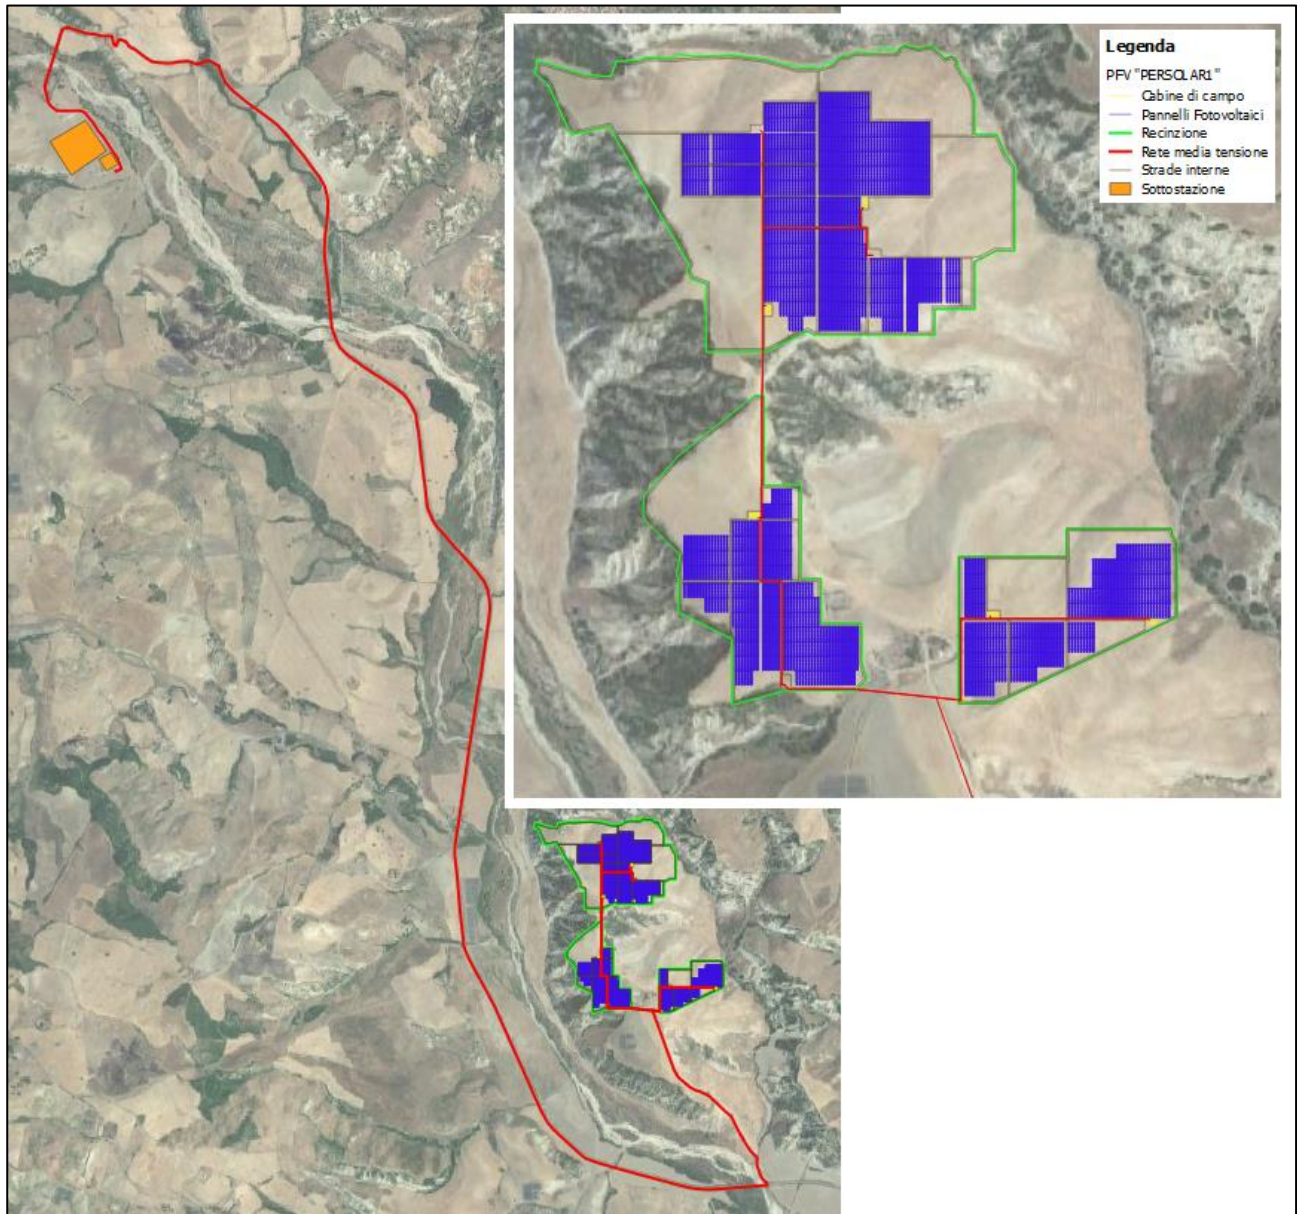 Legenda
PFV "PERSOLAR1"
Cabine di campo
Pannelli Fotovoltaici
Recinzione
Rete media tensione
Strade interne
Sottostazione